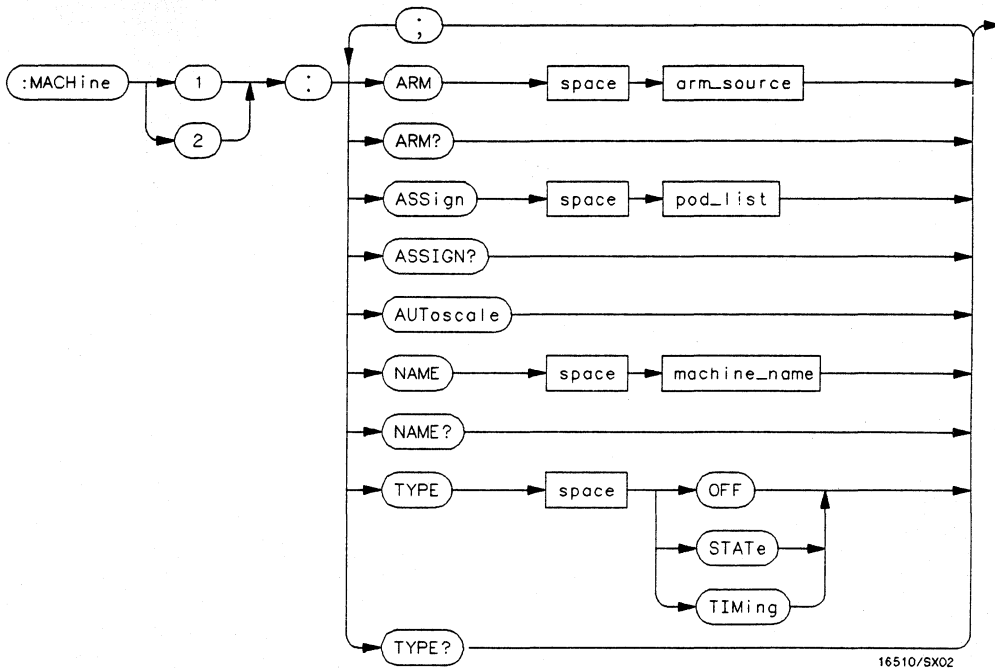 ;
:MACHine 1 : ARM space arm_source
2
ARM?
ASSign space pod_list
ASSIGN?
AUToscale
NAME space machine_name
NAME?
TYPE space OFF
STATe
TIMing
TYPE?
16510/SX02